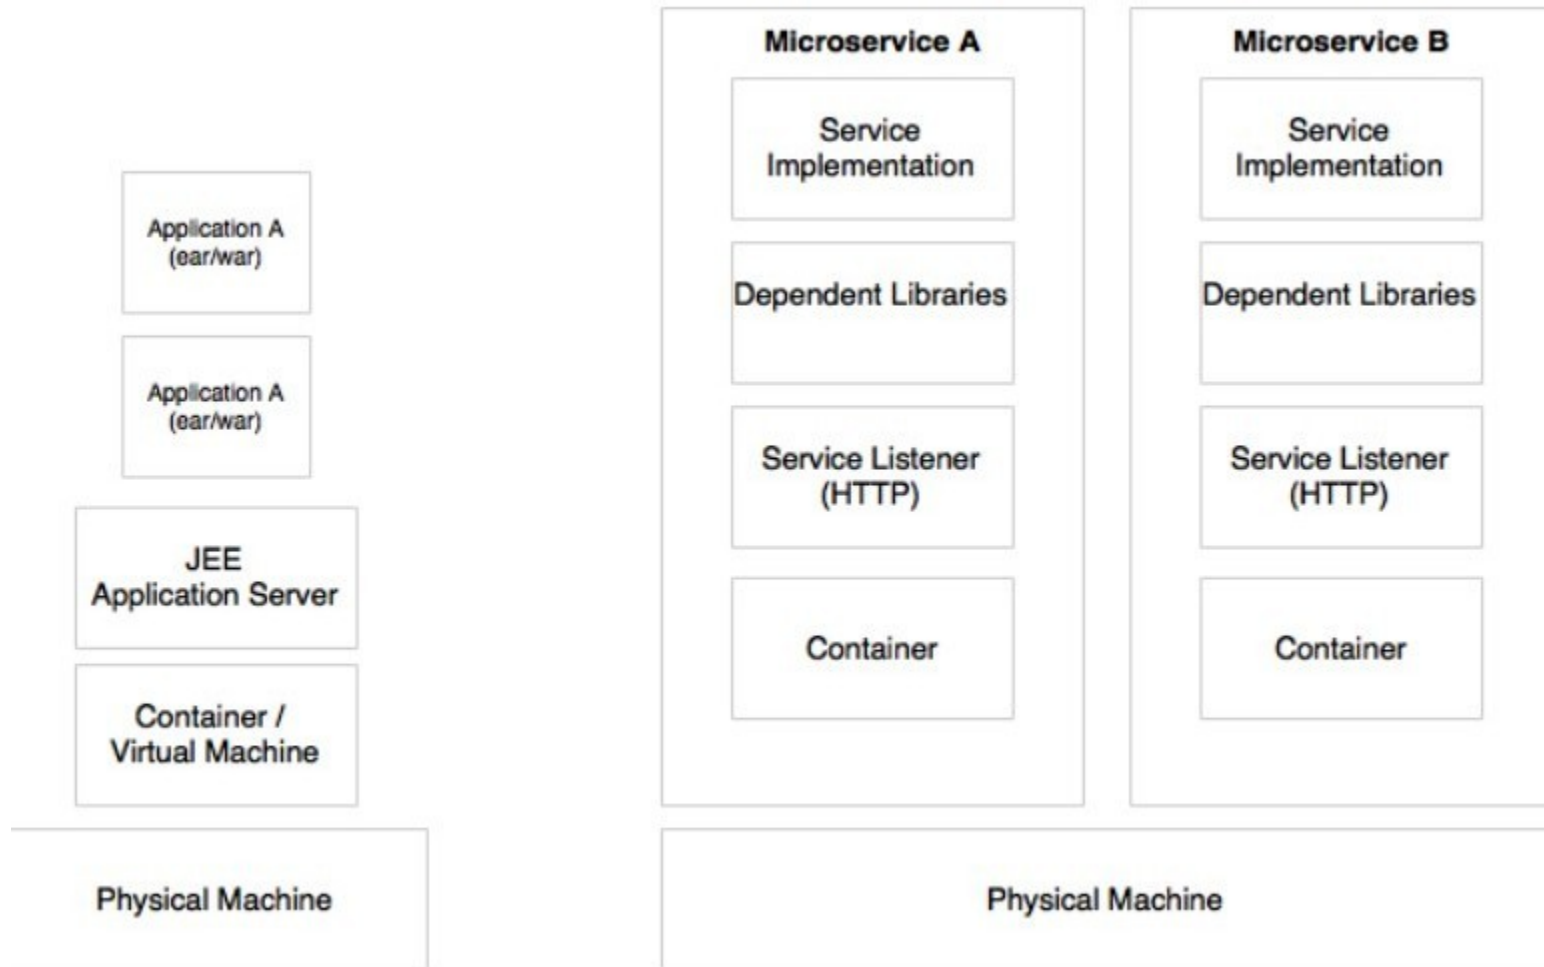 Application A
(ear/war)
Application A
(ear/war)
JEE
Application Server
Container /
Virtual Machine
Physical Machine
Microservice A
Service
Implementation
Dependent Libraries
Service Listener
(HTTP)
Container
Microservice B
Service
Implementation
Dependent Libraries
Service Listener
(HTTP)
Container
Physical Machine